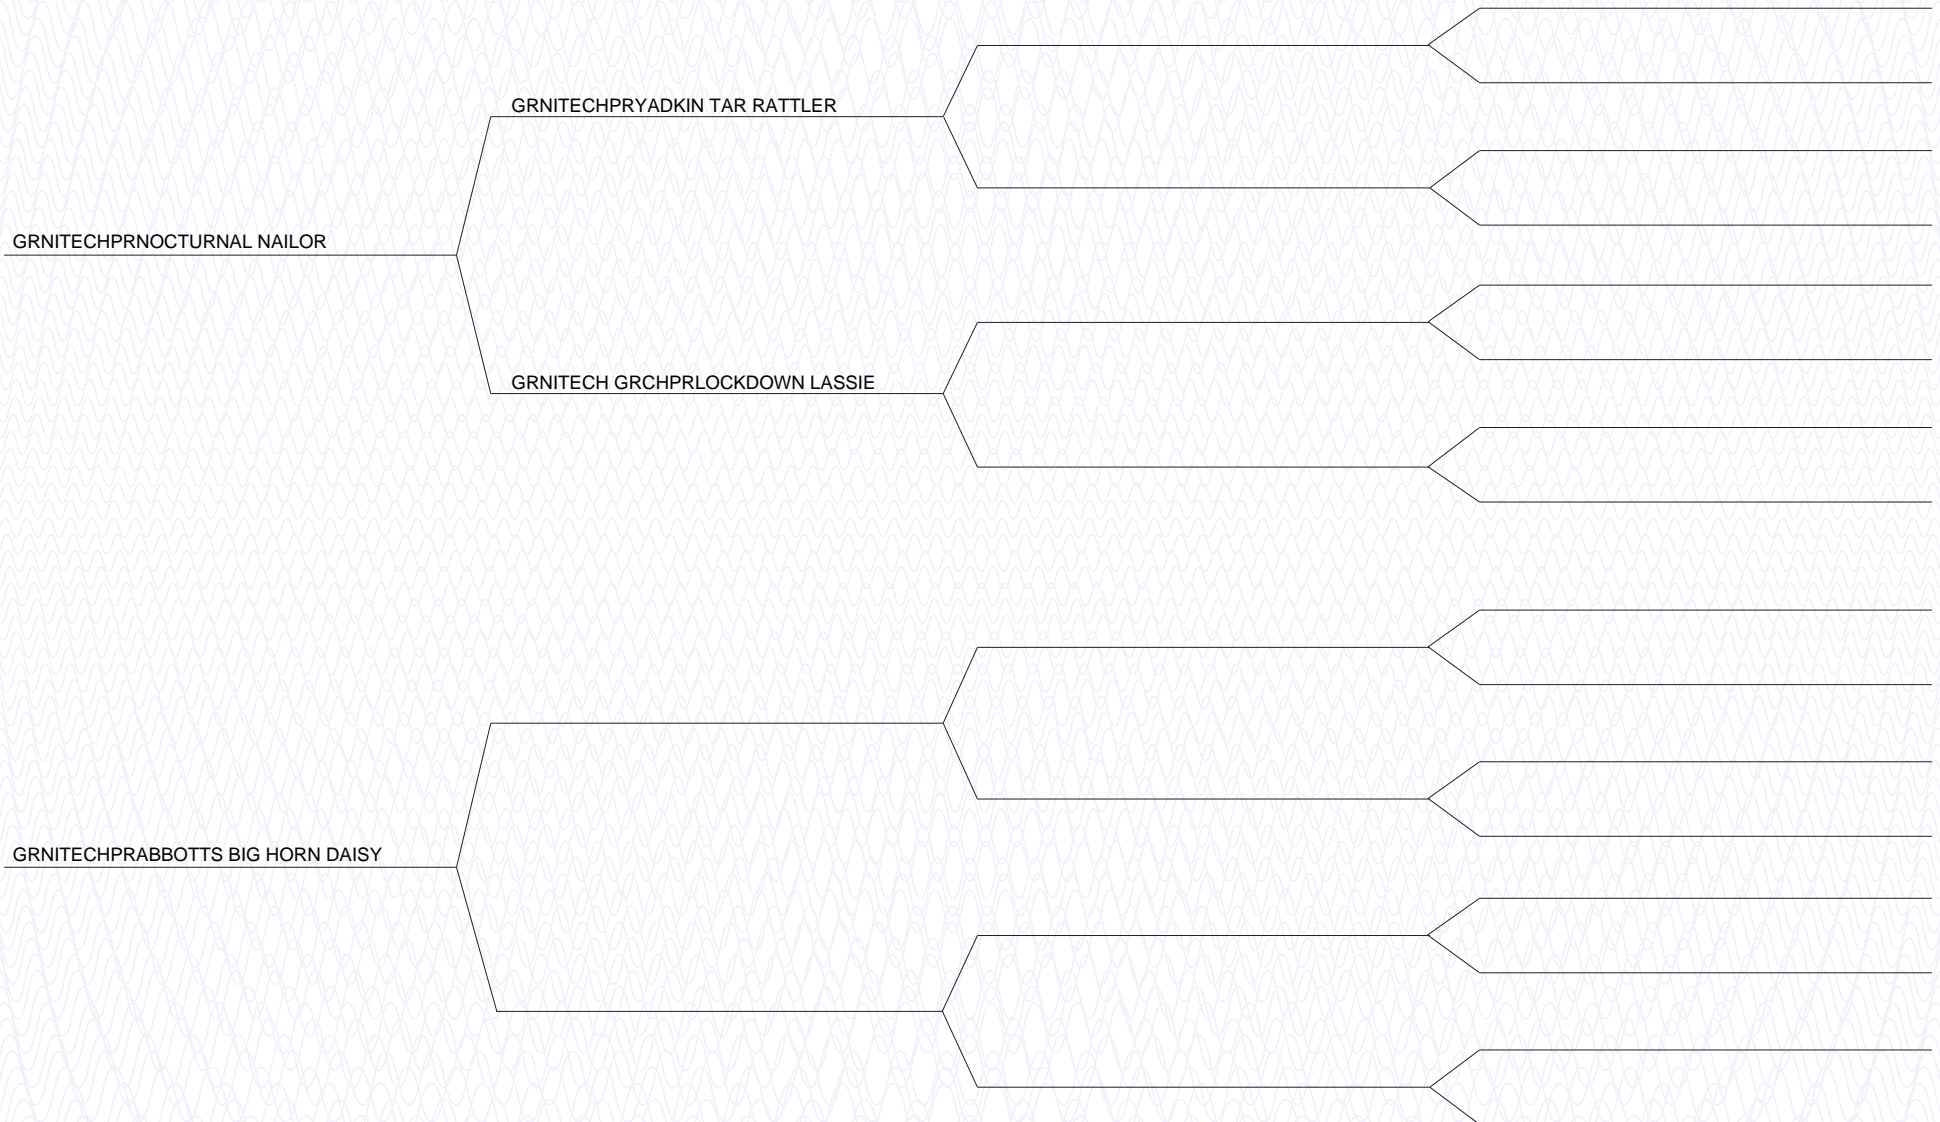 GRNITECHPRYADKIN TAR RATTLER
GRNITECHPRNOCTURNAL NAILOR
GRNITECH GRCHPRLOCKDOWN LASSIE
GRNITECHPRABBOTTS BIG HORN DAISY